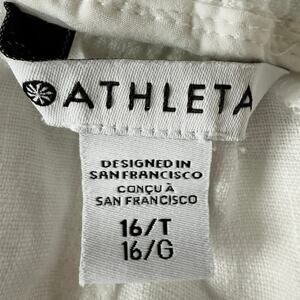 ATHLETA
DESIGNED IN
SAN FRANCISCO
CONÇU À
SAN FRANCISCO
16/T
16/G